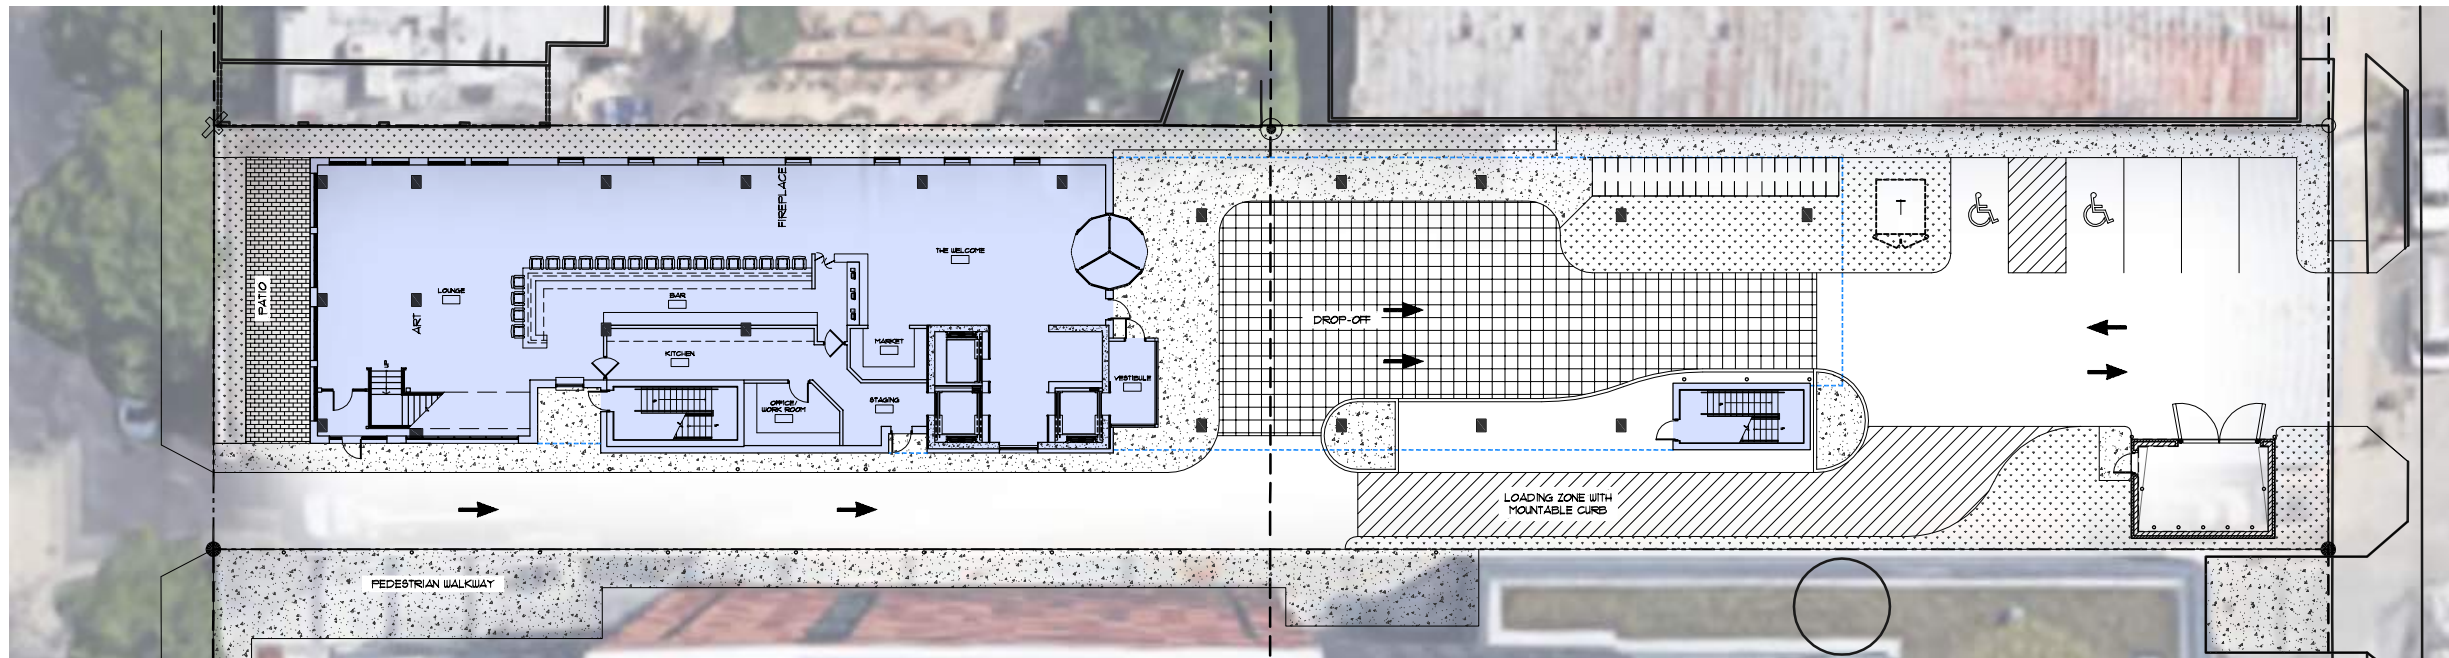 FIREPLACE
THE WELCOME
PATIO
LOUNGE
BAR
ART
DROP-OFF
MARKET
KITCHEN
VESTIBULE
STAGING
OFFICE/
WORK ROOM
LOADING ZONE WITH
MOUNTABLE CURB
PEDESTRIAN WALKWAY
T